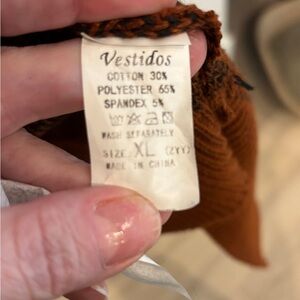 Vestidos
COTTON 30%
POLYESTER 65%
SPANDEX 5%
WASH SEPARATELY
SIZE XL (ZYY)
MADE IN CHINA